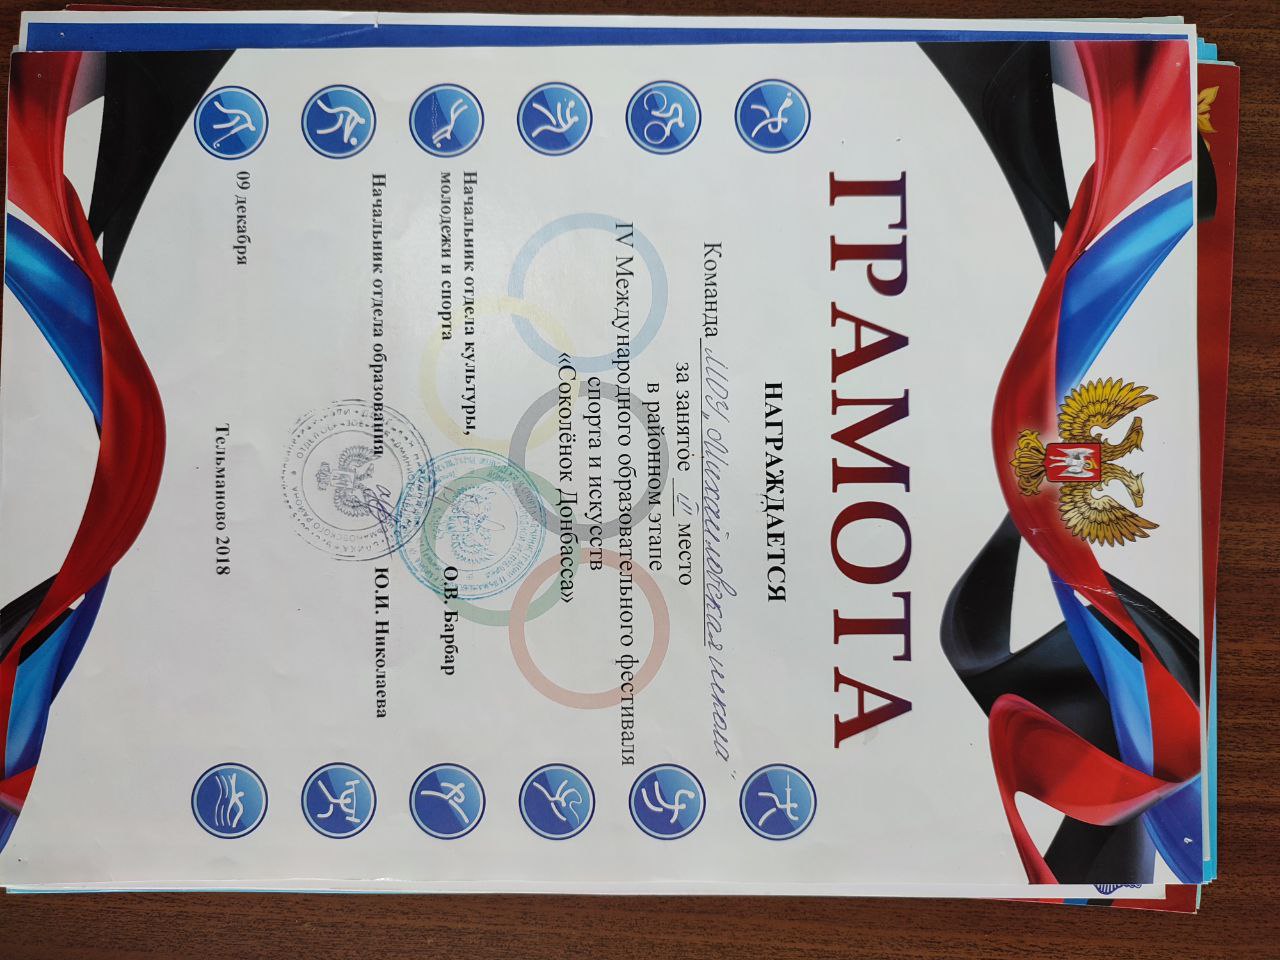 ГРАМОТА
НАГРАЖДАЕТСЯ
Команда МОУ „Михайловская школа"
за занятое II место
в районном этапе
IV Международного образовательного фестиваля
спорта и искусств
«Соколёнок Донбасса»
Начальник отдела культуры,
молодежи и спорта О.В. Барбар
Начальник отдела образования Ю.И. Николаева
09 декабря
Тельманово 2018